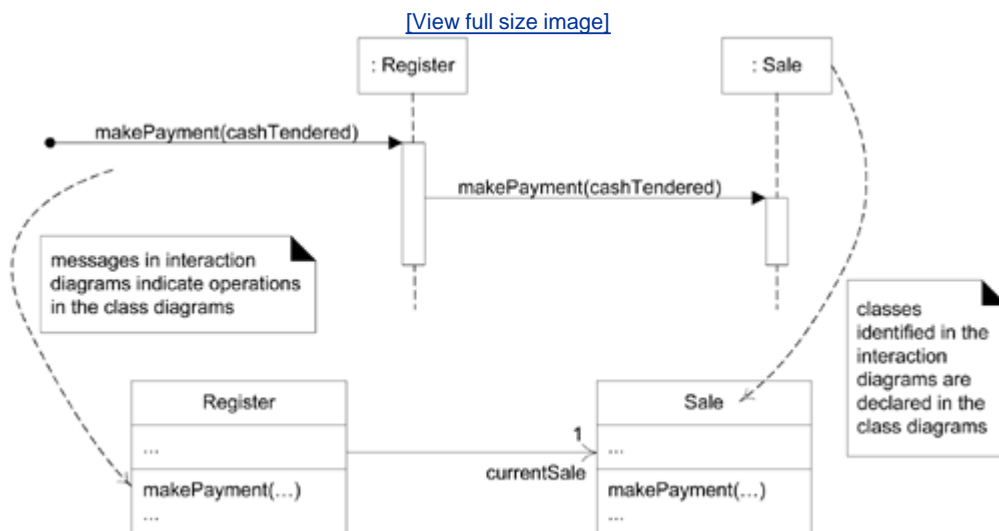 [View full size image]
: Register
: Sale
makePayment(cashTendered)
makePayment(cashTendered)
messages in interaction
diagrams indicate operations
in the class diagrams
classes
identified in the
interaction
diagrams are
declared in the
class diagrams
Register
...
makePayment(...)
...
1
currentSale
Sale
...
makePayment(...)
...